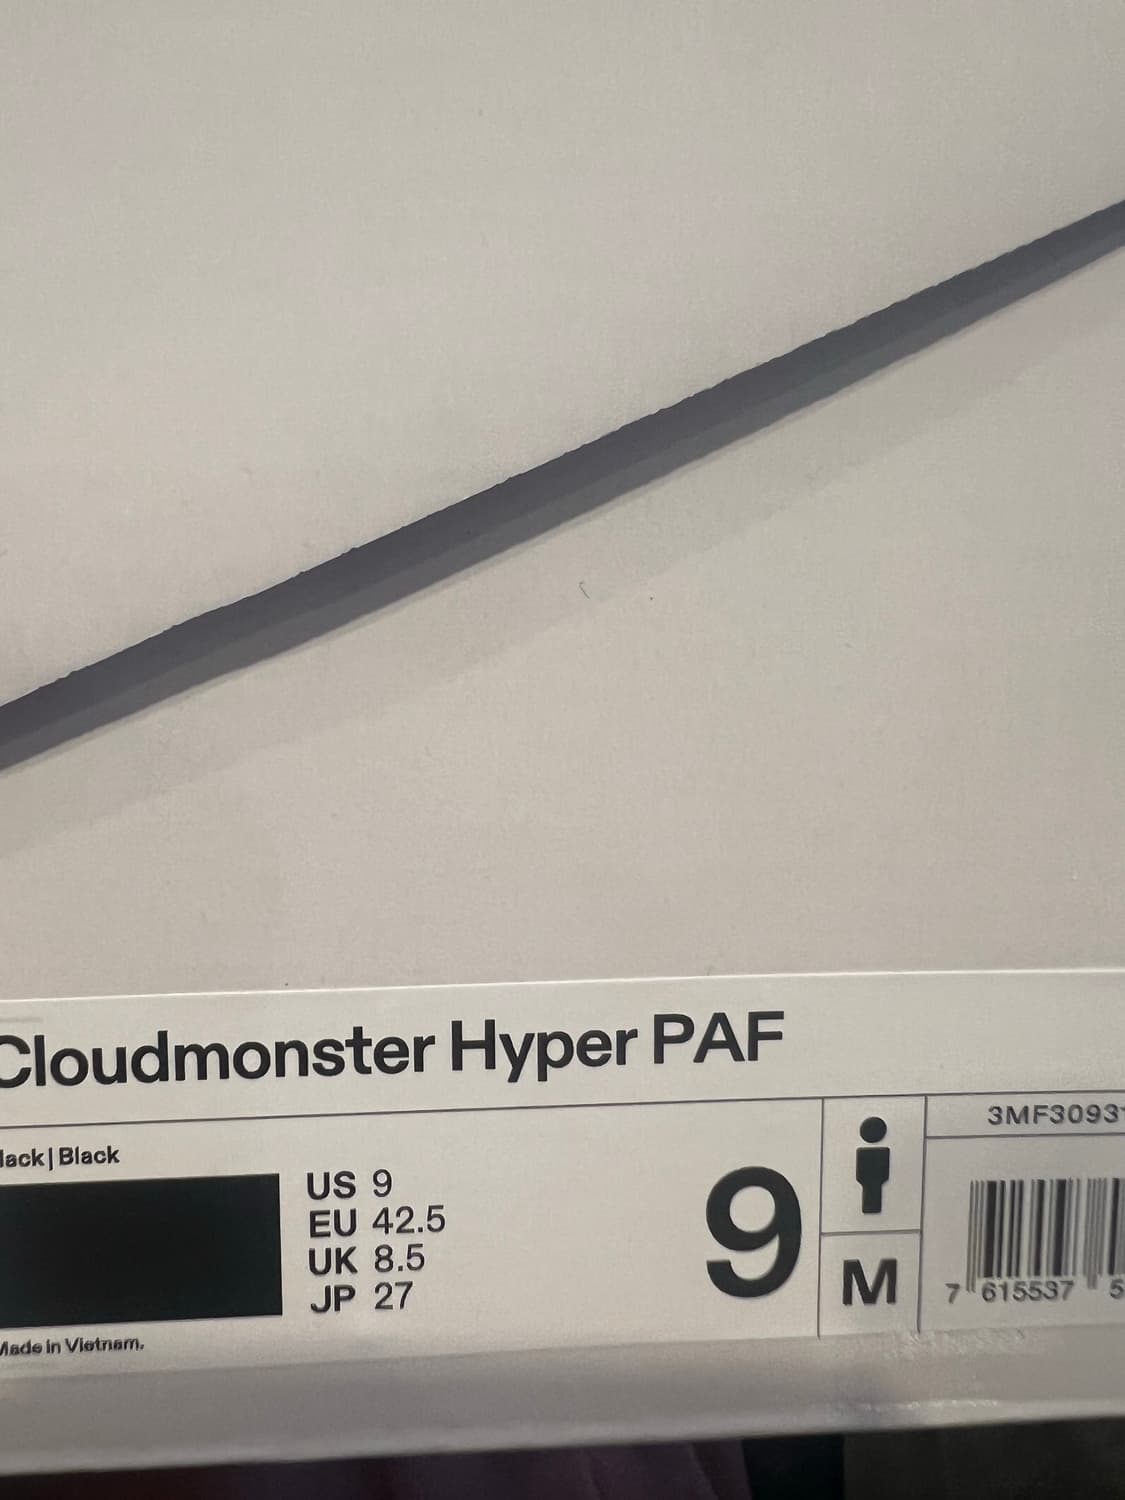 Cloudmonster Hyper PAF
lack | Black
US 9
EU 42.5
UK 8.5
JP 27
9
M
3MF3093
7 615537 5
Made in Vietnam.